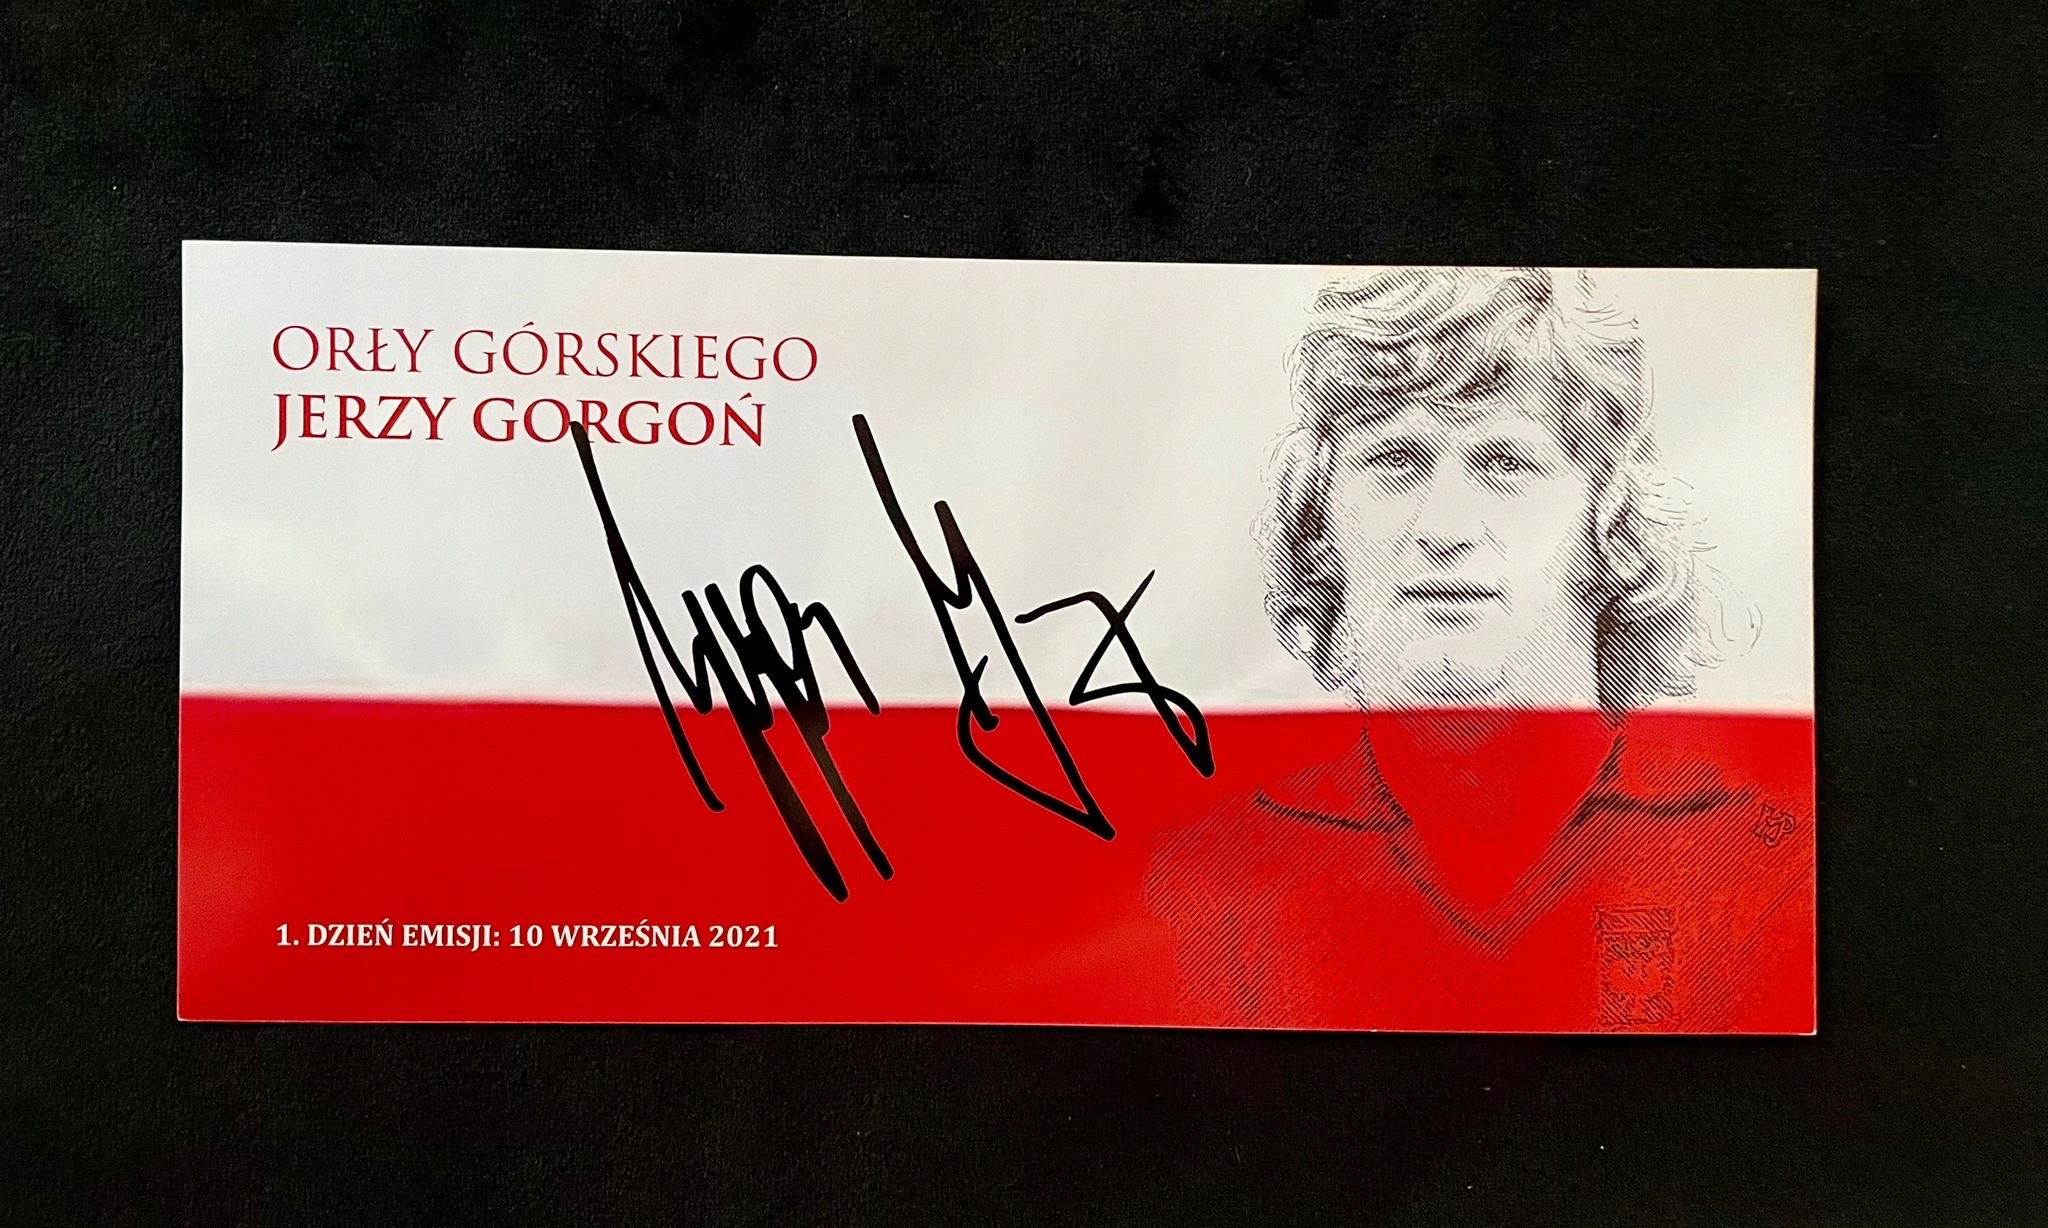 ORŁY GÓRSKIEGO
JERZY GORGOŃ
1. DZIEŃ EMISJI: 10 WRZEŚNIA 2021